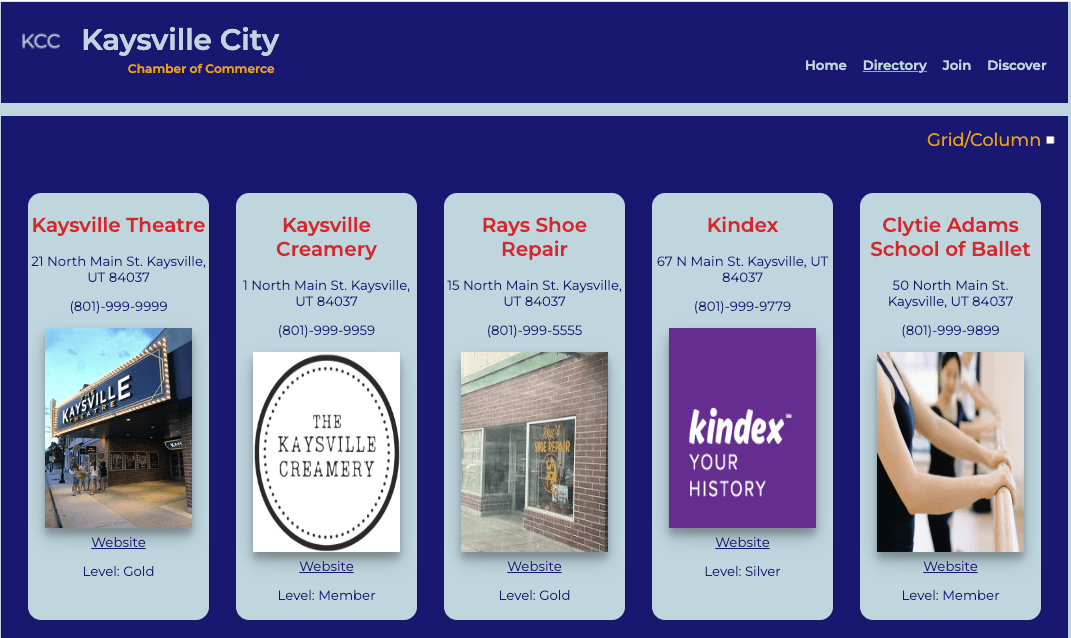 KCC
Kaysville City
Chamber of Commerce
Home Directory Join Discover
Grid/Column
Kaysville Theatre
21 North Main St. Kaysville,
UT 84037
(801)-999-9999
KAYSVILLE
THEATRE
Website
Level: Gold
Kaysville
Creamery
1 North Main St. Kaysville,
UT 84037
(801)-999-9959
THE
KAYSVILLE
CREAMERY
Website
Level: Member
Rays Shoe
Repair
15 North Main St. Kaysville,
UT 84037
(801)-999-5555
Ray's
SHOE REPAIR
Website
Level: Gold
Kindex
67 N Main St. Kaysville, UT
84037
(801)-999-9779
kindex™
YOUR
HISTORY
Website
Level: Silver
Clytie Adams
School of Ballet
50 North Main St.
Kaysville, UT 84037
(801)-999-9899
Website
Level: Member